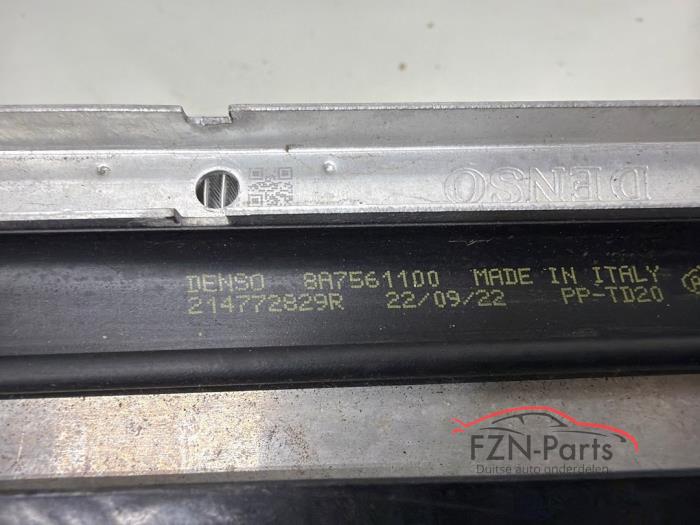 DENSO
DENSO 8A7561100 MADE IN ITALY
214772829R 22/09/22 PP-TD20
FZN-Parts
Duitse auto onderdelen